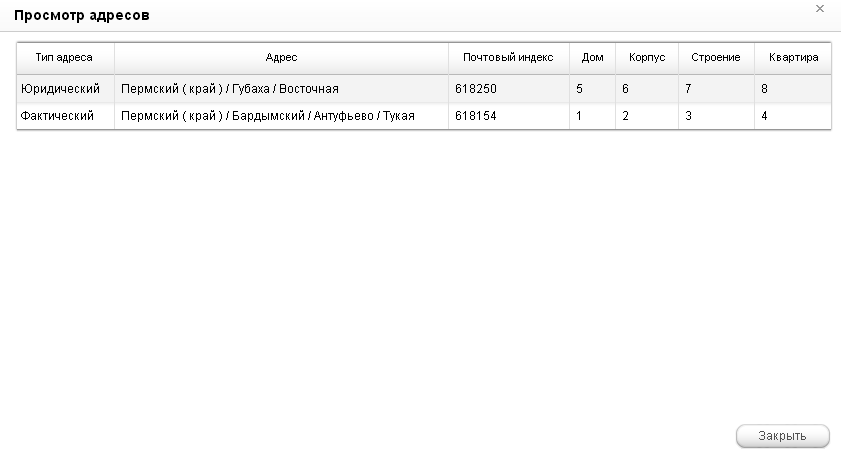 Просмотр адресов
Тип адреса Адрес Почтовый индекс Дом Корпус Строение Квартира
Юридический Пермский ( край ) / Губаха / Восточная 618250 5 6 7 8
Фактический Пермский ( край ) / Бардымский / Антуфьево / Тукая 618154 1 2 3 4
Закрыть